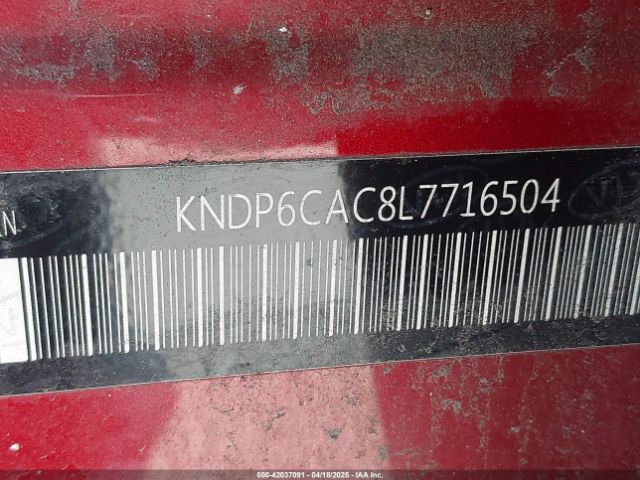 KNDP6CAC8L7716504
000-42037091 - 04/18/2025 - IAA Inc.